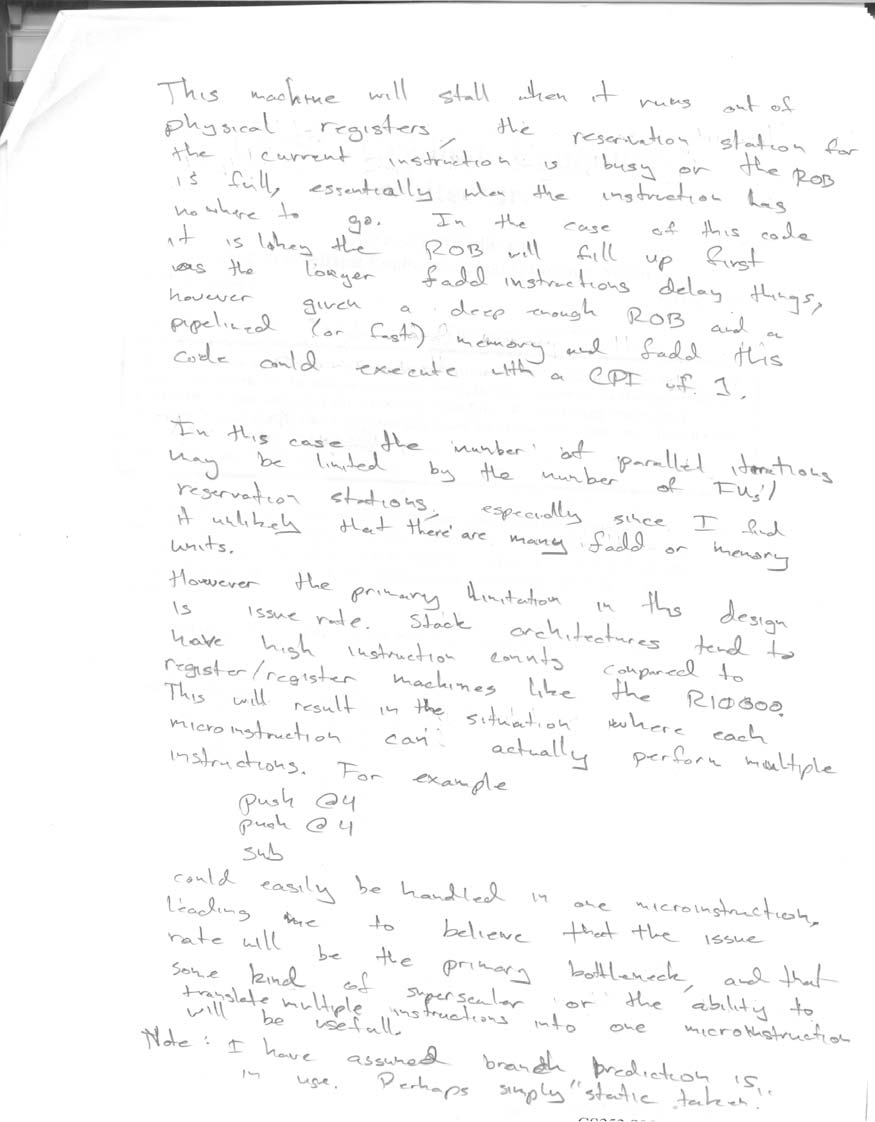 This machine will stall when it runs out of
physical registers, the reservation station for
the current instruction is busy or the ROB
is full, essentially when the instruction has
nowhere to go. In the case of this code
it is likey the ROB will fill up first
as the longer fadd instructions delay things,
however given a deep enough ROB and a
pipelined (or fast) memory and fadd this
code could execute with a CPI of 1.
In this case the number of parallel iterations
may be limited by the number of FUs/
reservation stations, especially since I find
it unlikely that there are many fadd or memory
units.
However the primary limitation in this design
is issue rate. Stack architectures tend to
have high instruction counts compared to
register/register machines like the R10000.
This will result in the situation where each
microinstruction can actually perform multiple
instructions. For example
push @4
push @4
sub
could easily be handled in one microinstruction,
leading me to believe that the issue
rate will be the primary bottleneck, and that
some kind of superscalar or the ability to
translate multiple instructions into one microinstruction
will be usefull.
Note: I have assumed branch prediction is
in use. Perhaps simply "static taken."